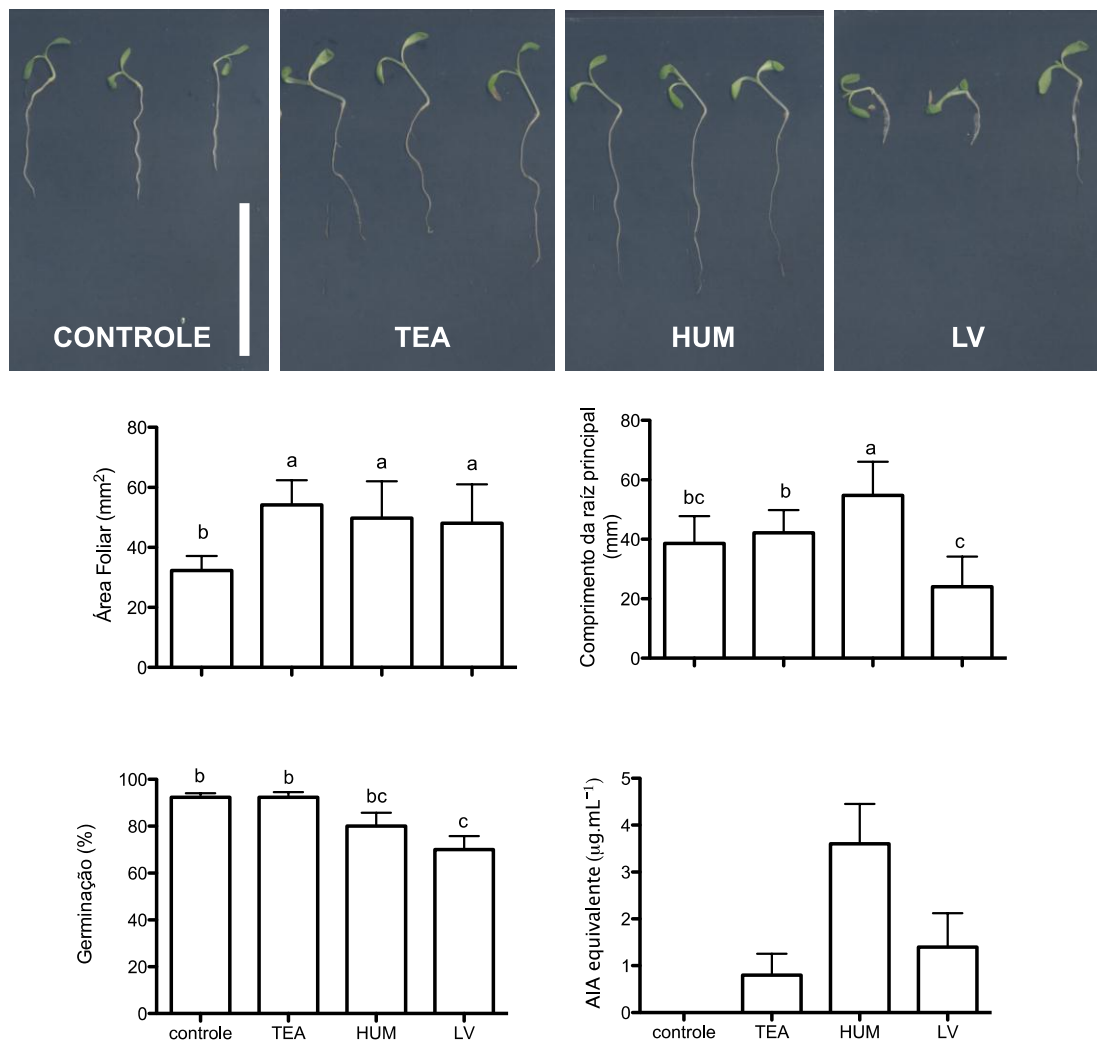 CONTROLE
TEA
HUM
LV
Área Foliar (mm²)
80
60
40
20
0
b
a
a
a
Comprimento da raíz principal
(mm)
80
60
40
20
0
bc
b
a
c
Germinação (%)
100
80
60
40
20
0
b
b
bc
c
controle
TEA
HUM
LV
AIA equivalente (µg.mL⁻¹)
5
4
3
2
1
0
controle
TEA
HUM
LV